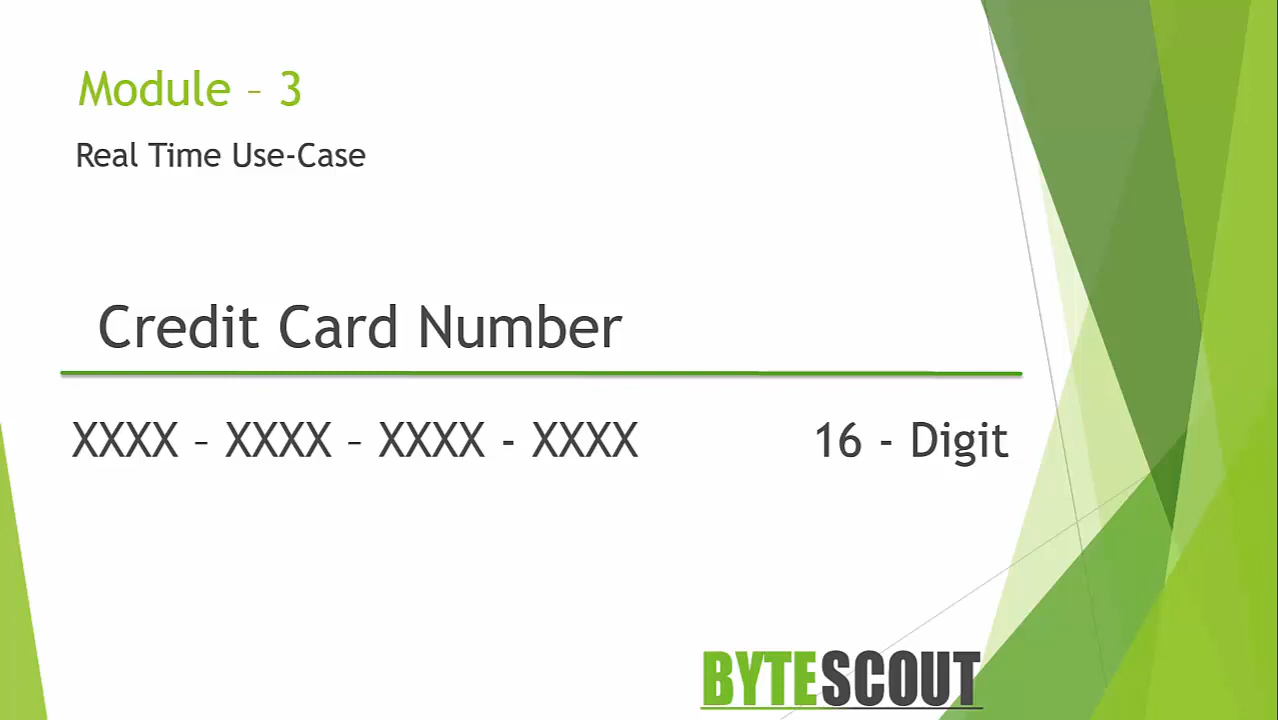 Module – 3
Real Time Use-Case
Credit Card Number
XXXX – XXXX – XXXX - XXXX 16 - Digit
BYTESCOUT